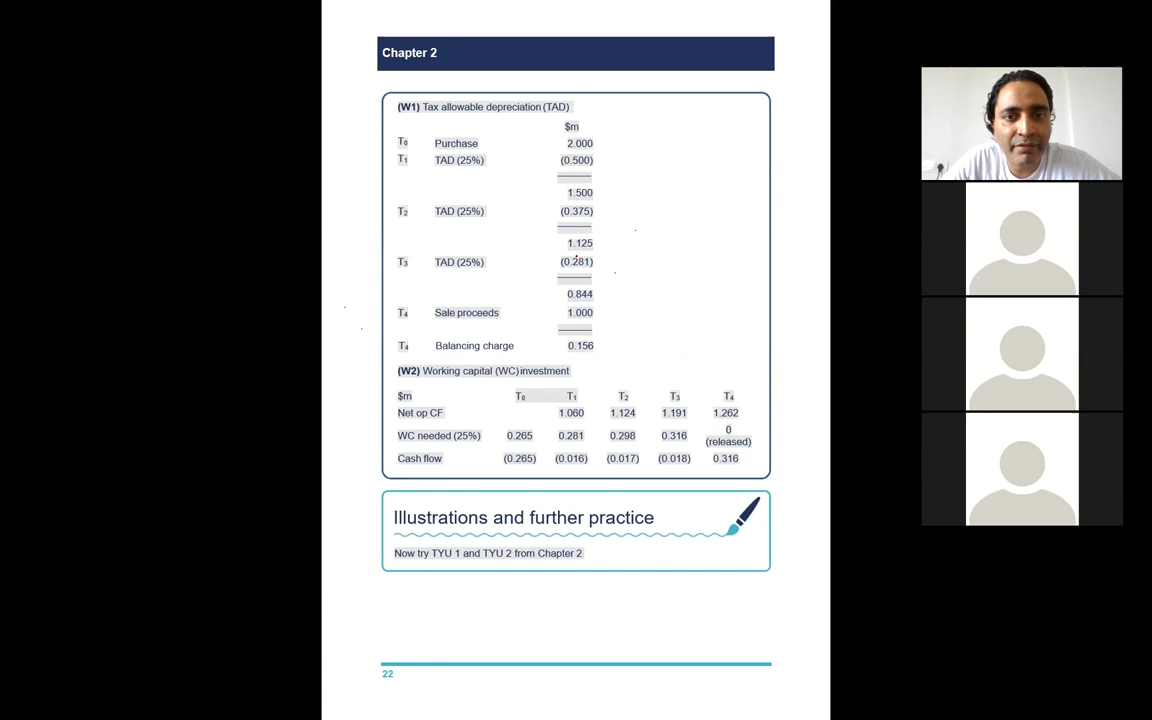 Chapter 2
(W1) Tax allowable depreciation (TAD)
$m
T0 Purchase 2.000
T1 TAD (25%) (0.500)
1.500
T2 TAD (25%) (0.375)
1.125
T3 TAD (25%) (0.281)
0.844
T4 Sale proceeds 1.000
T4 Balancing charge 0.156
(W2) Working capital (WC) investment
$m T0 T1 T2 T3 T4
Net op CF 1.060 1.124 1.191 1.262
WC needed (25%) 0.265 0.281 0.298 0.316 0 (released)
Cash flow (0.265) (0.016) (0.017) (0.018) 0.316
Illustrations and further practice
Now try TYU 1 and TYU 2 from Chapter 2
22